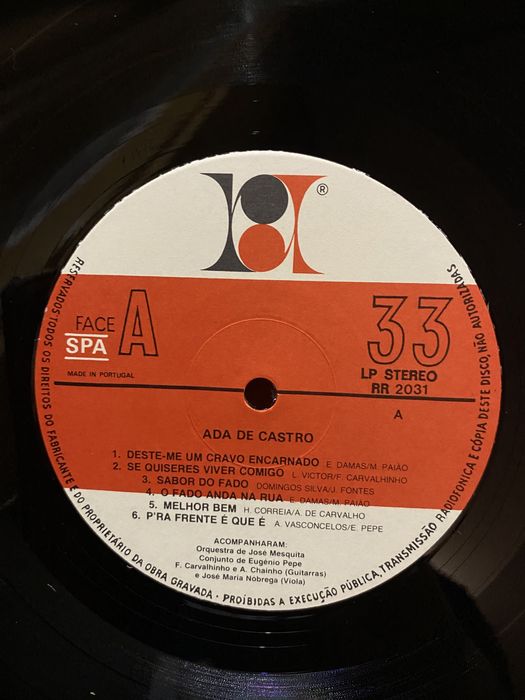 ®
FACE A
SPA
MADE IN PORTUGAL
33
LP STEREO
RR 2031
A
ADA DE CASTRO
1. DESTE-ME UM CRAVO ENCARNADO E. DAMAS/M. PAIÃO
2. SE QUISERES VIVER COMIGO L. VICTOR/F. CARVALHINHO
3. SABOR DO FADO DOMINGOS SILVA/J. FONTES
4. O FADO ANDA NA RUA E. DAMAS/M. PAIÃO
5. MELHOR BEM H. CORREIA/A. DE CARVALHO
6. P'RA FRENTE É QUE É A. VASCONCELOS/E. PEPE
ACOMPANHARAM:
Orquestra de José Mesquita
Conjunto de Eugénio Pepe
F. Carvalhinho e A. Chainho (Guitarras)
e José Maria Nóbrega (Viola)
RESERVADOS TODOS OS DIREITOS DO FABRICANTE E DO PROPRIETÁRIO DA OBRA GRAVADA - PROÍBIDAS A EXECUÇÃO PÚBLICA, TRANSMISSÃO RADIOFONICA E CÓPIA DESTE DISCO, NÃO AUTORIZADAS